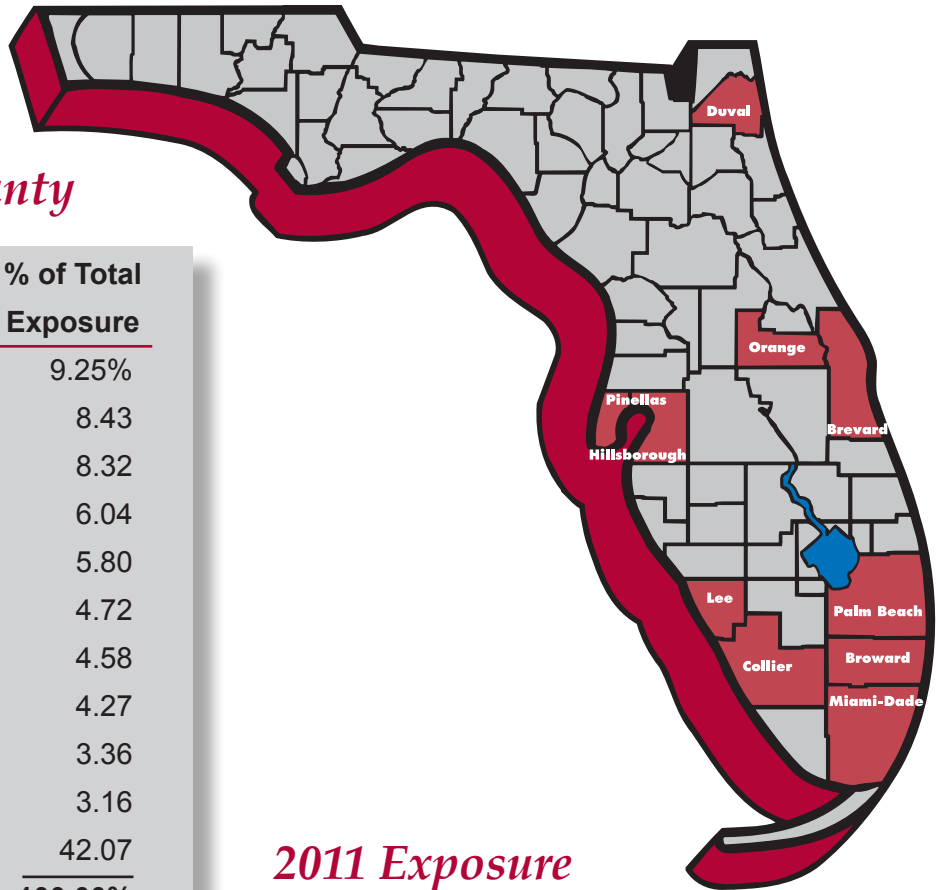 % of Total
Exposure
9.25%
8.43
8.32
6.04
5.80
4.72
4.58
4.27
3.36
3.16
42.07
2011 Exposure
Duval
Orange
Pinellas
Brevard
Hillsborough
Lee
Palm Beach
Collier
Broward
Miami-Dade